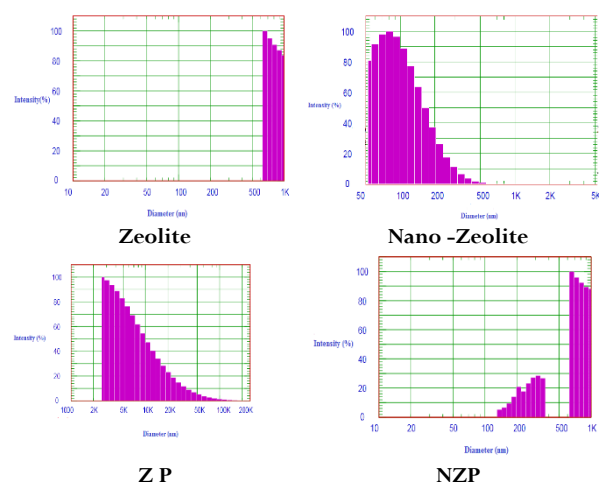 100
80
60
40
20
0
Intensity(%)
10 20 50 100 200 500 1K
Diameter (nm)
Zeolite
100
80
60
40
20
0
Intensity (%)
50 100 200 500 1K 2K 5K
Diameter (nm)
Nano -Zeolite
100
80
60
40
20
0
Intensity (%)
1000 2K 5K 10K 20K 50K 100K 200K
Diameter (nm)
Z P
100
80
60
40
20
0
Intensity (%)
10 20 50 100 200 500 1K
Diameter (nm)
NZP